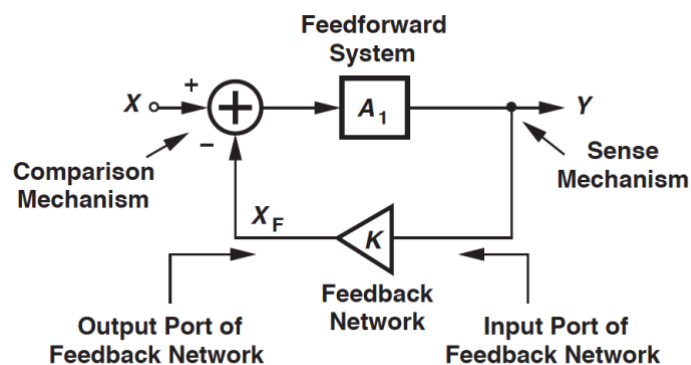 Feedforward
System
+
X
A1
Y
−
Comparison
Mechanism
Sense
Mechanism
XF
K
Feedback
Network
Output Port of
Feedback Network
Input Port of
Feedback Network